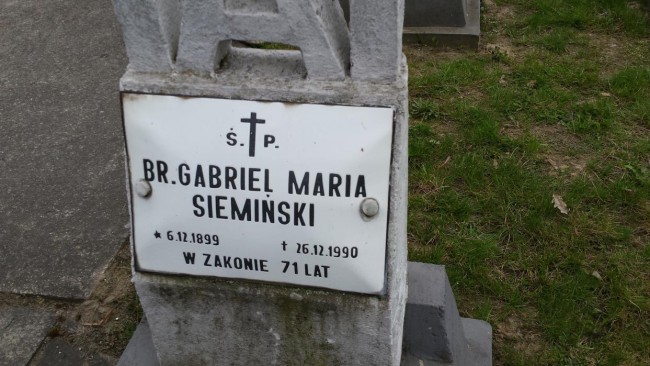 Ś. P.
BR. GABRIEL MARIA
SIEMIŃSKI
* 6.12.1899 † 26.12.1990
W ZAKONIE 71 LAT